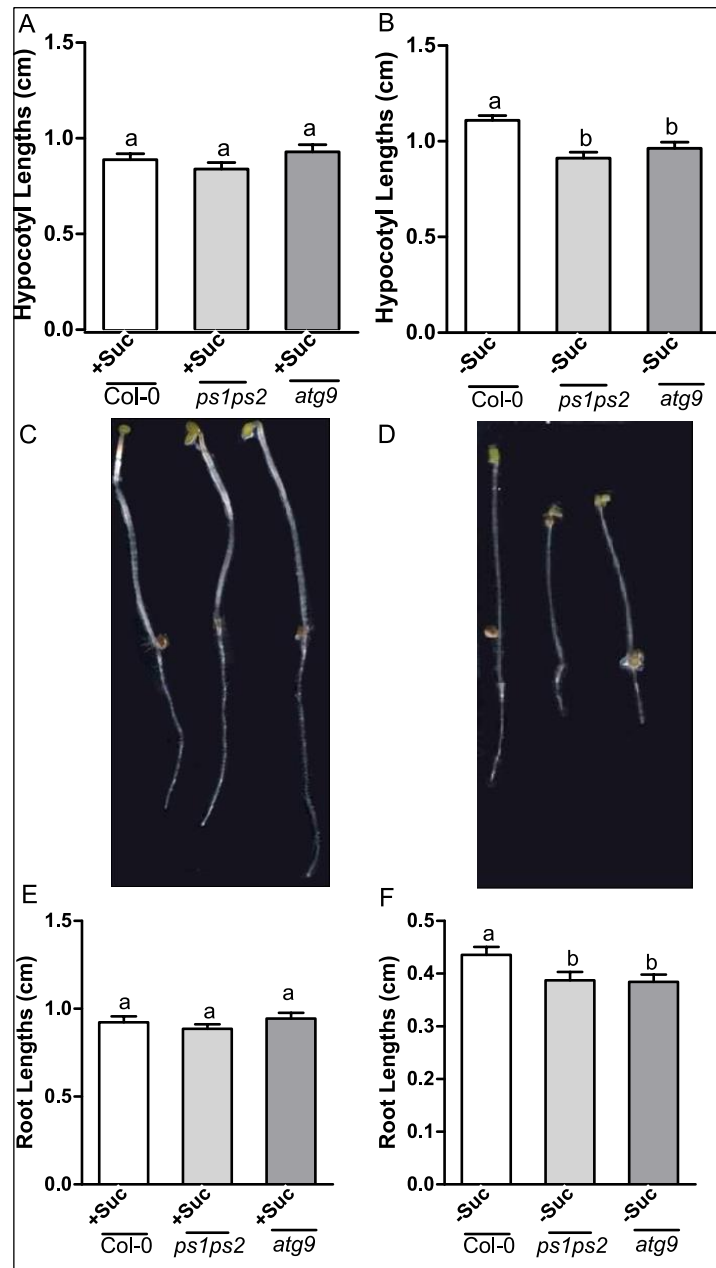 A
Hypocotyl Lengths (cm)
1.5
1.0
0.5
0.0
a
a
a
+Suc
+Suc
+Suc
Col-0
ps1ps2
atg9
B
Hypocotyl Lengths (cm)
1.5
1.0
0.5
0.0
a
b
b
-Suc
-Suc
-Suc
Col-0
ps1ps2
atg9
C
D
E
Root Lengths (cm)
1.5
1.0
0.5
0.0
a
a
a
+Suc
+Suc
+Suc
Col-0
ps1ps2
atg9
F
Root Lengths (cm)
0.5
0.4
0.3
0.2
0.1
0.0
a
b
b
-Suc
-Suc
-Suc
Col-0
ps1ps2
atg9